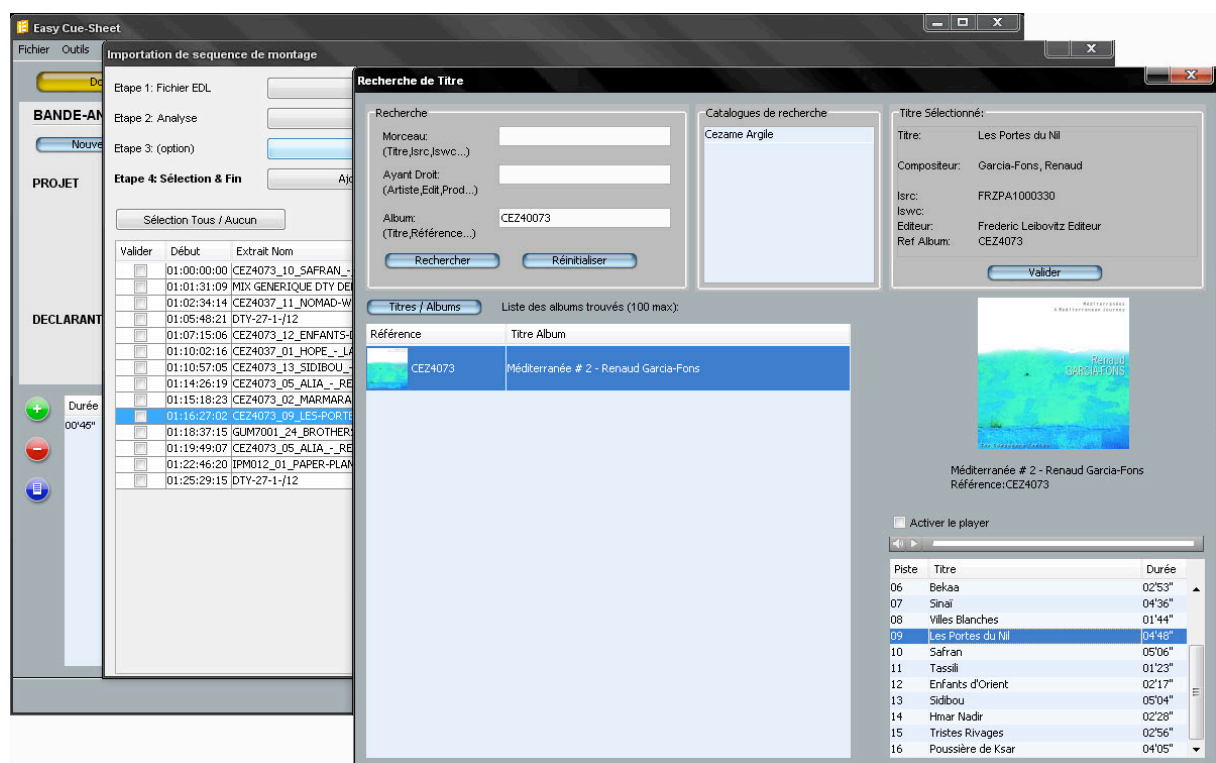 Easy Cue-Sheet
Fichier Outils
BANDE-AN
Nouve
PROJET
DECLARANT
Durée
00'45"
Importation de sequence de montage
Etape 1: Fichier EDL
Etape 2: Analyse
Etape 3: (option)
Etape 4: Sélection & Fin
Ajo
Sélection Tous / Aucun
Valider Début Extrait Nom
01:00:00:00 CEZ4073_10_SAFRAN_-
01:01:31:09 MIX GENERIQUE DTY DE
01:02:34:14 CEZ4037_11_NOMAD-W
01:05:48:21 DTY-27-1-/12
01:07:15:06 CEZ4073_12_ENFANTS-
01:10:02:16 CEZ4037_01_HOPE_-_LA
01:10:57:05 CEZ4073_13_SIDIBOU_-
01:14:26:19 CEZ4073_05_ALIA_-_RE
01:15:18:23 CEZ4073_02_MARMARA
01:16:27:02 CEZ4073_09_LES-PORTE
01:18:37:15 GUM7001_24_BROTHER
01:19:49:07 CEZ4073_05_ALIA_-_RE
01:22:46:20 IPM012_01_PAPER-PLAN
01:25:29:15 DTY-27-1-/12
Recherche de Titre
Recherche
Morceau:
(Titre,Isrc,Iswc...)
Ayant Droit:
(Artiste,Edit,Prod...)
Album: CEZ40073
(Titre,Référence...)
Rechercher Réinitialiser
Catalogues de recherche
Cezame Argile
Titre Sélectionné:
Titre: Les Portes du Nil
Compositeur: Garcia-Fons, Renaud
Isrc: FRZPA1000330
Iswc:
Editeur: Frederic Leibovitz Editeur
Ref Album: CEZ4073
Valider
Titres / Albums Liste des albums trouvés (100 max):
Référence Titre Album
CEZ4073 Méditerranée # 2 - Renaud Garcia-Fons
Renaud
GARCIA-FONS
Méditerranée # 2 - Renaud Garcia-Fons
Référence:CEZ4073
Activer le player
Piste Titre Durée
06 Bekaa 02'53"
07 Sinaï 04'36"
08 Villes Blanches 01'44"
09 Les Portes du Nil 04'48"
10 Safran 05'06"
11 Tassili 01'23"
12 Enfants d'Orient 02'17"
13 Sidibou 05'04"
14 Hmar Nadir 02'28"
15 Tristes Rivages 02'56"
16 Poussière de Ksar 04'05"